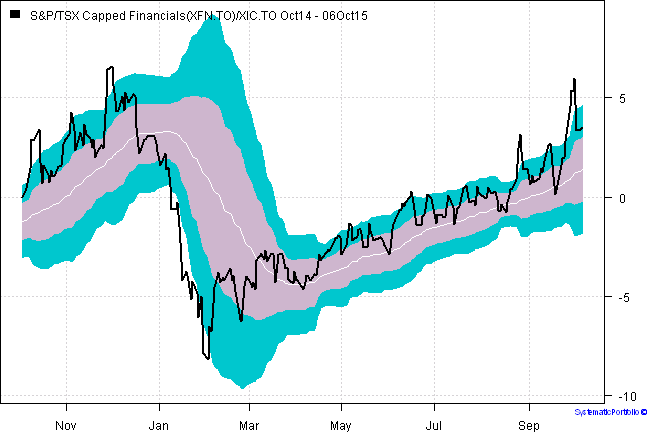 S&P/TSX Capped Financials(XFN.TO)/XIC.TO Oct14 - 06Oct15
5
0
-5
-10
SystematicPortfolio ©
Nov Jan Mar May Jul Sep